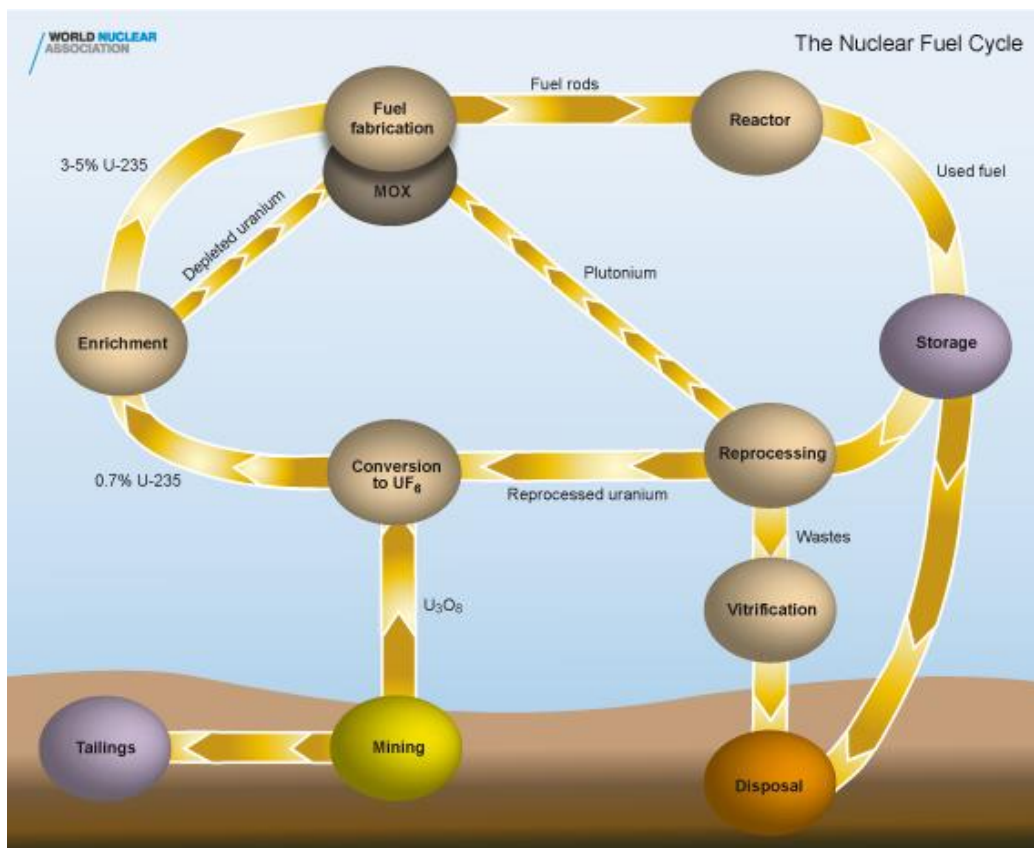 WORLD NUCLEAR
ASSOCIATION
The Nuclear Fuel Cycle
Fuel rods
Fuel
fabrication
Reactor
3-5% U-235
Used fuel
MOX
Depleted uranium
Plutonium
Enrichment
Storage
Conversion
to UF₆
Reprocessing
0.7% U-235
Reprocessed uranium
Wastes
U₃O₈
Vitrification
Tailings
Mining
Disposal